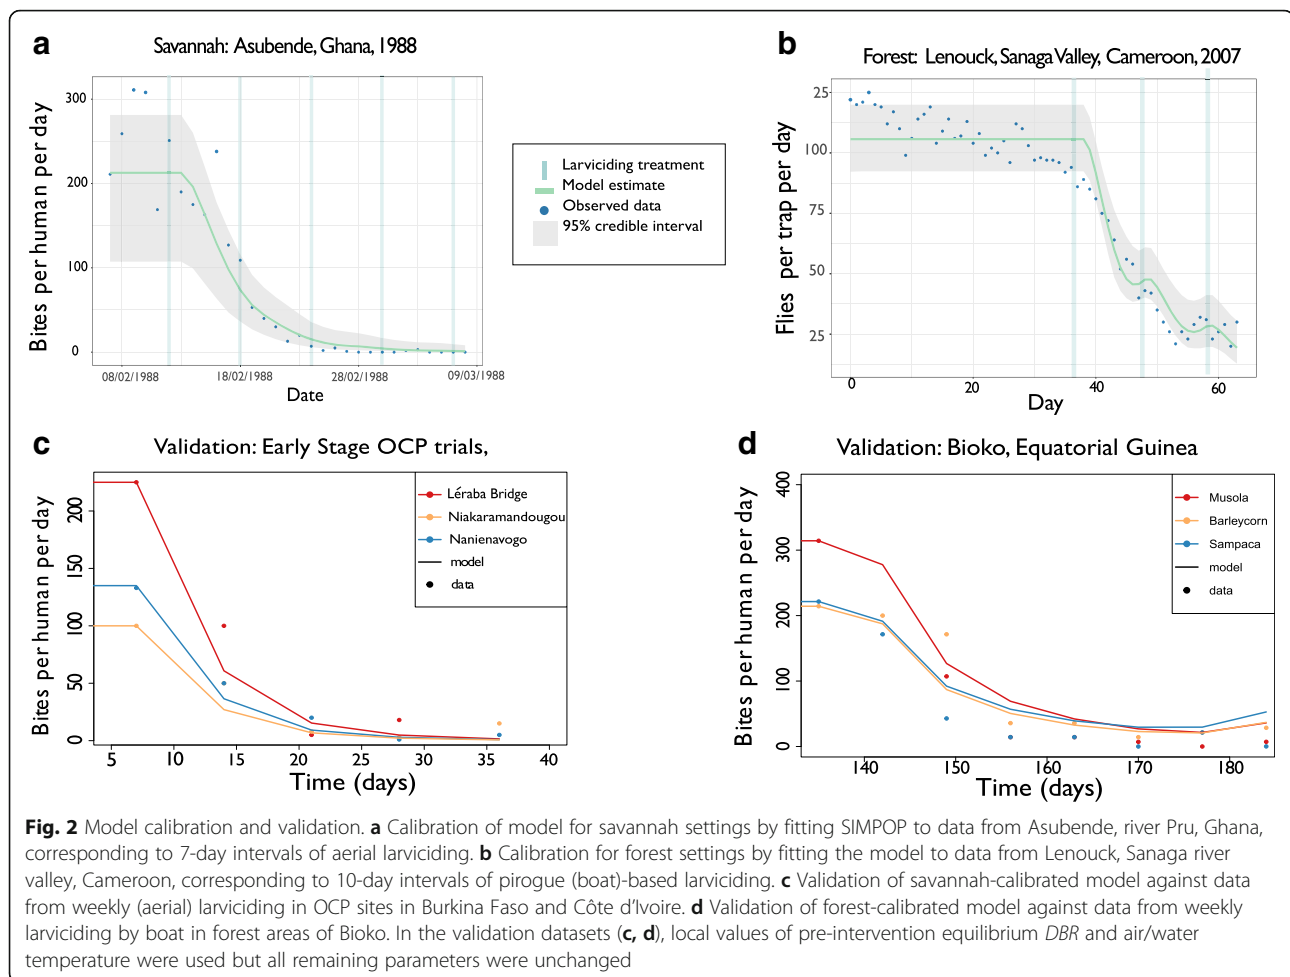 a
Savannah: Asubende, Ghana, 1988
Bites per human per day
300
200
100
0
08/02/1988 18/02/1988 28/02/1988 09/03/1988
Date
Larviciding treatment
Model estimate
Observed data
95% credible interval
b
Forest: Lenouck, Sanaga Valley, Cameroon, 2007
Flies per trap per day
25
100
75
50
25
0 20 40 60
Day
c
Validation: Early Stage OCP trials,
Bites per human per day
200
150
100
50
0
Léraba Bridge
Niakaramandougou
Nanienavogo
model
data
5 10 15 20 25 30 35 40
Time (days)
d
Validation: Bioko, Equatorial Guinea
Bites per human per day
400
300
200
100
0
Musola
Barleycorn
Sampaca
model
data
140 150 160 170 180
Time (days)
Fig. 2 Model calibration and validation. a Calibration of model for savannah settings by fitting SIMPOP to data from Asubende, river Pru, Ghana,
corresponding to 7-day intervals of aerial larviciding. b Calibration for forest settings by fitting the model to data from Lenouck, Sanaga river
valley, Cameroon, corresponding to 10-day intervals of pirogue (boat)-based larviciding. c Validation of savannah-calibrated model against data
from weekly (aerial) larviciding in OCP sites in Burkina Faso and Côte d'Ivoire. d Validation of forest-calibrated model against data from weekly
larviciding by boat in forest areas of Bioko. In the validation datasets (c, d), local values of pre-intervention equilibrium DBR and air/water
temperature were used but all remaining parameters were unchanged